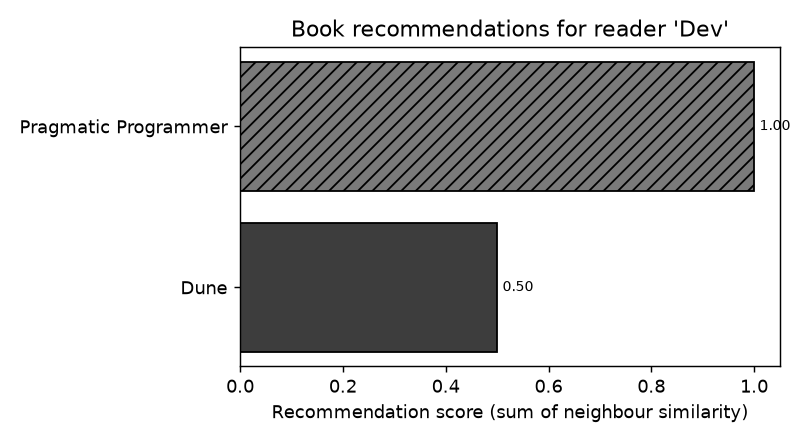 Book recommendations for reader 'Dev'
Pragmatic Programmer
1.00
Dune
0.50
0.0 0.2 0.4 0.6 0.8 1.0
Recommendation score (sum of neighbour similarity)